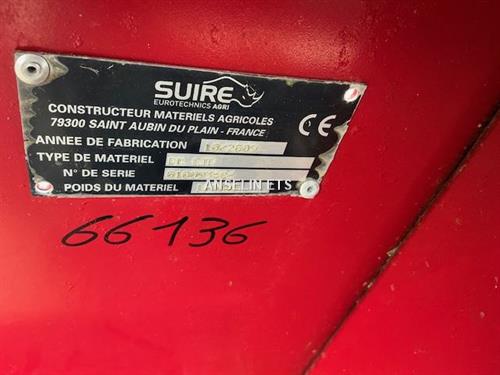 SUIRE
EUROTECHNICS AGRI
CONSTRUCTEUR MATERIELS AGRICOLES
79300 SAINT AUBIN DU PLAIN - FRANCE
CE
ANNEE DE FABRICATION
TYPE DE MATERIEL
N° DE SERIE
ANSELIN ETS
POIDS DU MATERIEL
66136